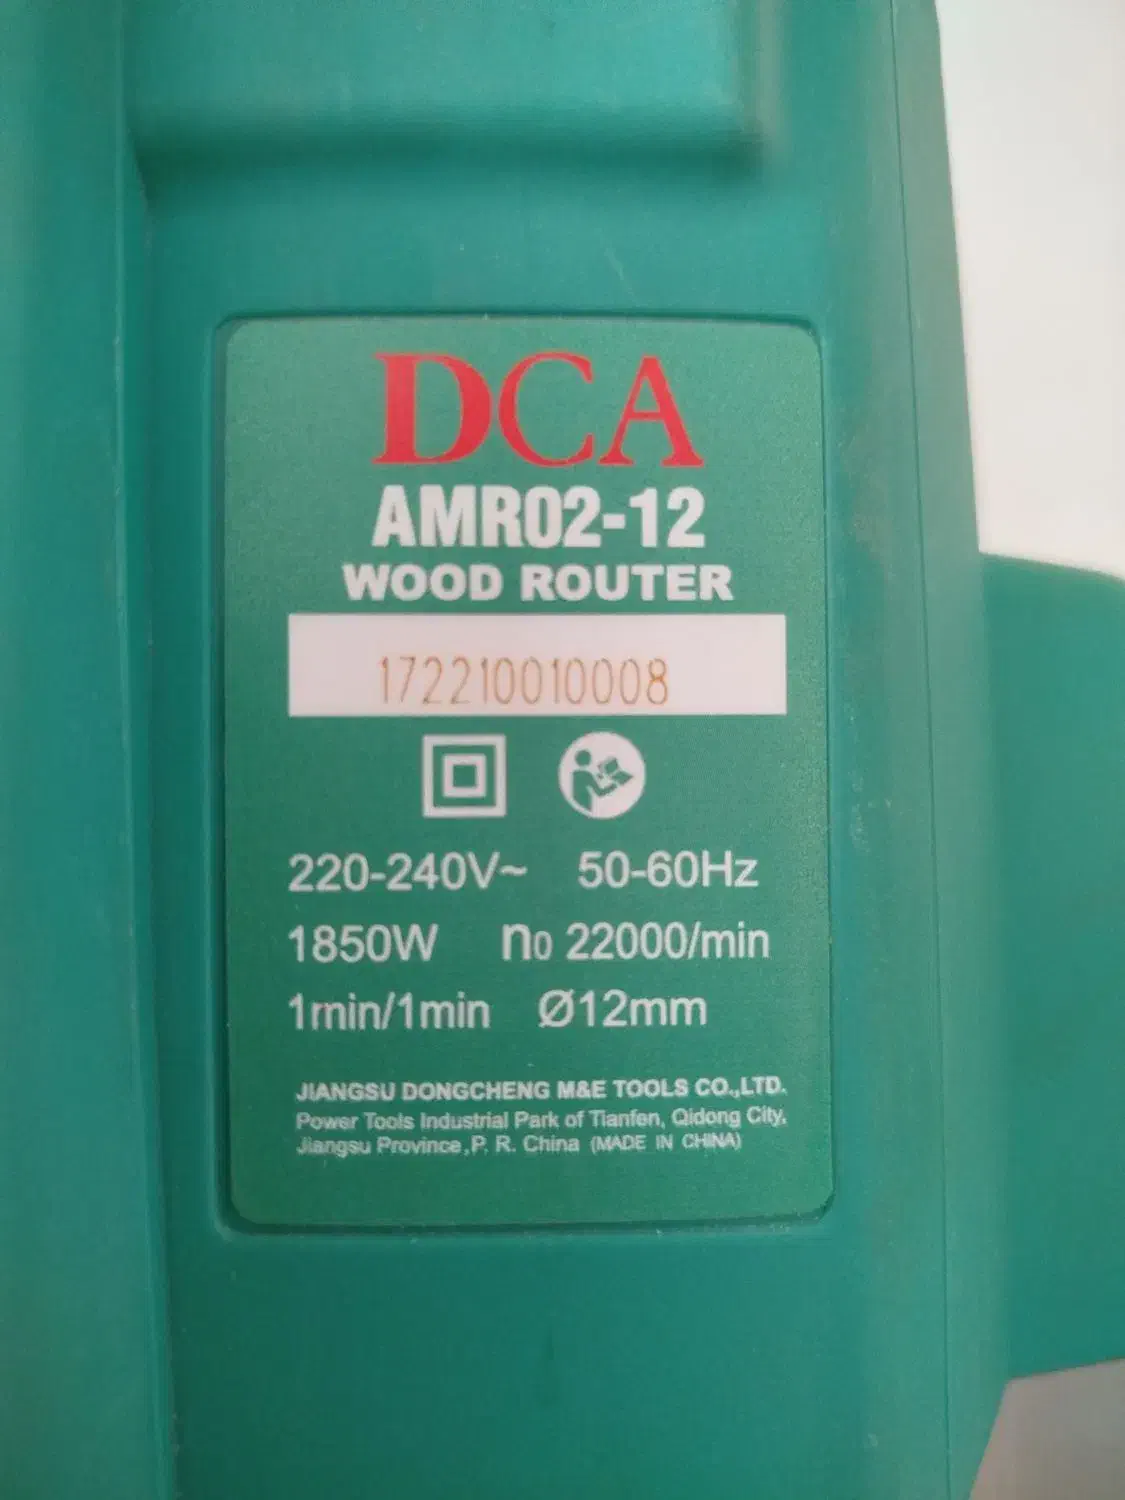 DCA
AMR02-12
WOOD ROUTER
172210010008
220-240V~ 50-60Hz
1850W n0 22000/min
1min/1min Ø12mm
JIANGSU DONGCHENG M&E TOOLS CO.,LTD.
Power Tools Industrial Park of Tianfen, Qidong City,
Jiangsu Province,P. R. China (MADE IN CHINA)